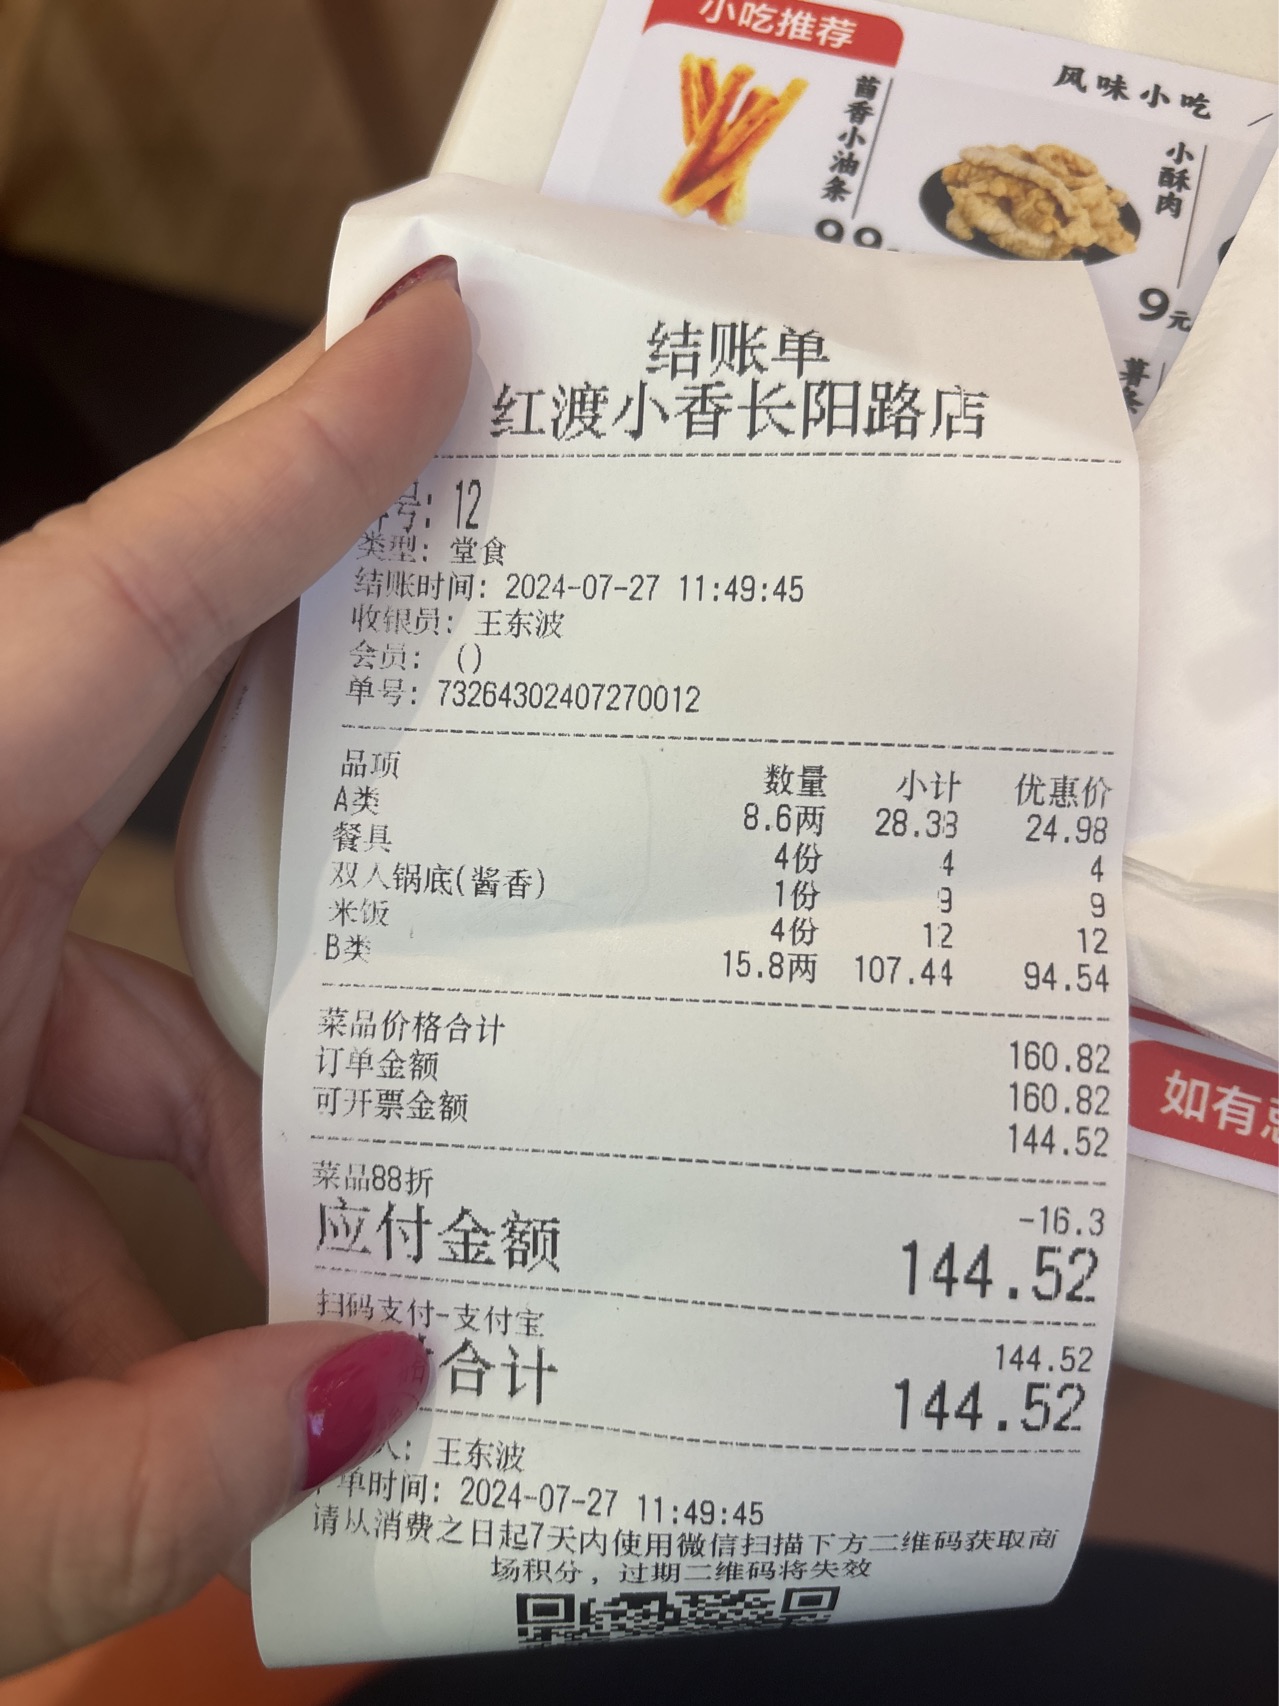 小吃推荐
风味小吃
茴香小油条
小酥肉
9.9
9元
薯条
结账单
红渡小香长阳路店
号: 12
类型: 堂食
结账时间: 2024-07-27 11:49:45
收银员: 王东波
会员: ()
单号: 73264302407270012
品项 数量 小计 优惠价
A类 8.6两 28.38 24.98
餐具 4份 4 4
双人锅底(酱香) 1份 9 9
米饭 4份 12 12
B类 15.8两 107.44 94.54
菜品价格合计 160.82
订单金额 160.82
可开票金额 144.52
菜品88折 -16.3
应付金额 144.52
扫码支付-支付宝 144.52
合计 144.52
人: 王东波
单时间: 2024-07-27 11:49:45
请从消费之日起7天内使用微信扫描下方二维码获取商
场积分，过期二维码将失效
如有